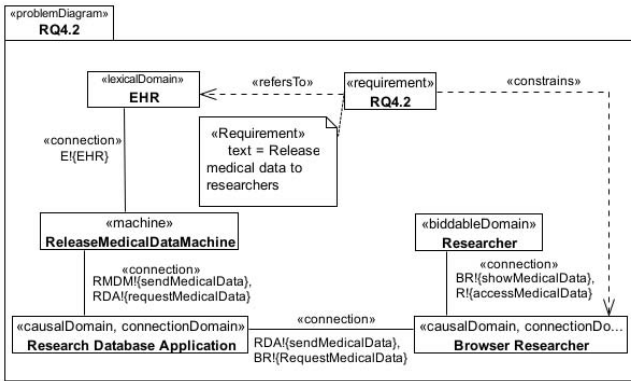 «problemDiagram»
RQ4.2
«lexicalDomain»
EHR
«refersTo»
«requirement»
RQ4.2
«constrains»
«connection»
E!{EHR}
«Requirement»
text = Release
medical data to
researchers
«machine»
ReleaseMedicalDataMachine
«biddableDomain»
Researcher
«connection»
RMDM!{sendMedicalData},
RDA!{requestMedicalData}
«connection»
BR!{showMedicalData},
R!{accessMedicalData}
«causalDomain, connectionDomain»
Research Database Application
«connection»
RDA!{sendMedicalData},
BR!{RequestMedicalData}
«causalDomain, connectionDo...
Browser Researcher